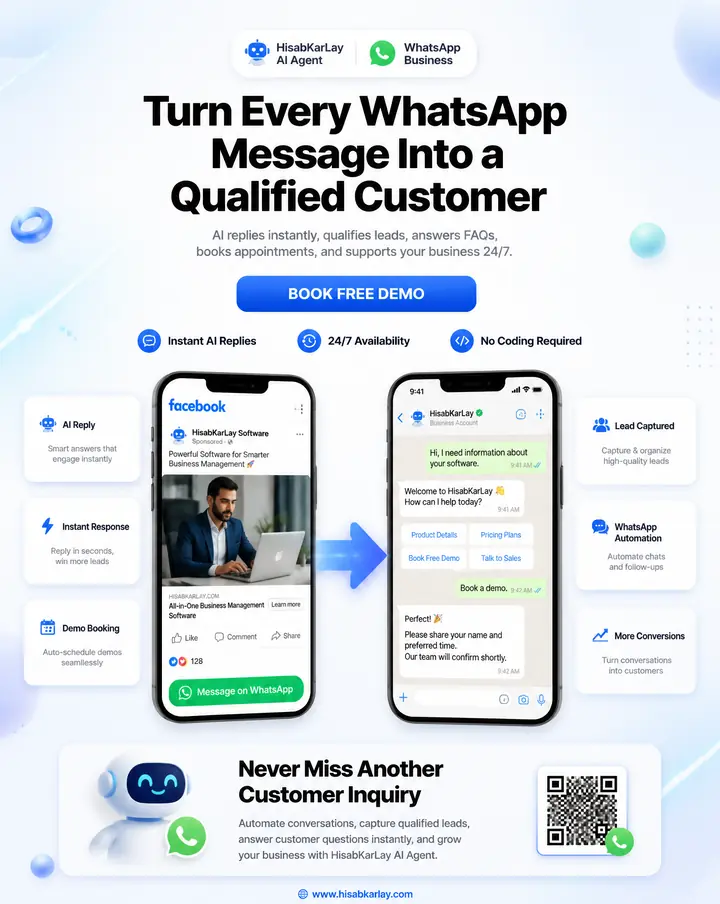 HisabKarLay
AI Agent
WhatsApp
Business
Turn Every WhatsApp
Message Into a
Qualified Customer
AI replies instantly, qualifies leads, answers FAQs,
books appointments, and supports your business 24/7.
BOOK FREE DEMO
Instant AI Replies
24/7 Availability
No Coding Required
AI Reply
Smart answers that
engage instantly
Instant Response
Reply in seconds,
win more leads
Demo Booking
Auto-schedule demos
seamllessly
facebook
HisabKarLay Software
Sponsored ·
Powerful Software for Smarter
Business Management 🚀
HISABKARLAY.COM
All-in-One Business Management
Software
Learn more
Like
Comment
Share
128
Message on WhatsApp
9:41
HisabKarLay
Business Account
Hi, I need information about
your software.
9:41 AM
Welcome to HisabKarLay 👋
How can I help today?
9:41 AM
Product Details
Pricing Plans
Book Free Demo
Talk to Sales
Book a demo.
9:42 AM
Perfect! 🎉
Please share your name and
preferred time.
Our team will confirm shortly.
9:42 AM
Lead Captured
Capture & organize
high-quality leads
WhatsApp
Automation
Automate chats
and follow-ups
More Conversions
Turn conversations
into customers
Never Miss Another
Customer Inquiry
Automate conversations, capture qualified leads,
answer customer questions instantly, and grow
your business with HisabKarLay AI Agent.
www.hisabkarlay.com